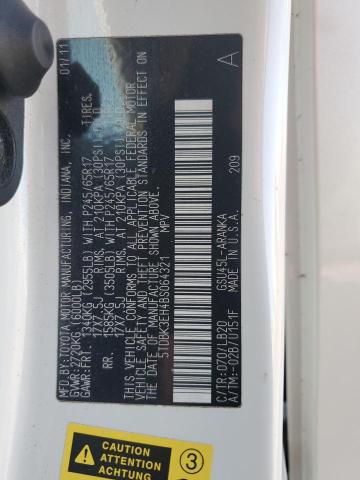 MFD. BY: TOYOTA MOTOR MANUFACTURING, INDIANA, INC. 01/11
GVWR: 2720KG (6000LB)
GAWR: FRT. 1340KG (2955LB) WITH P245/65R17 TIRES,
17X7.5J RIMS, AT 210KPA (30PSI) COLD
RR. 1585KG (3505LB) WITH P245/65R17 TIRES,
17X7.5J RIMS, AT 210KPA (30PSI) COLD
THIS VEHICLE CONFORMS TO ALL APPLICABLE FEDERAL MOTOR
VEHICLE SAFETY, BUMPER, AND THEFT PREVENTION STANDARDS IN EFFECT ON
THE DATE OF MANUFACTURE SHOWN ABOVE.
5TDBK3EH4BS064321 MPV
209 A
C/TR: 070/LB20 GSU45L-ARANKA
A/TM: -02B/U151F MADE IN U.S.A.
CAUTION
ATTENTION
ACHTUNG
3